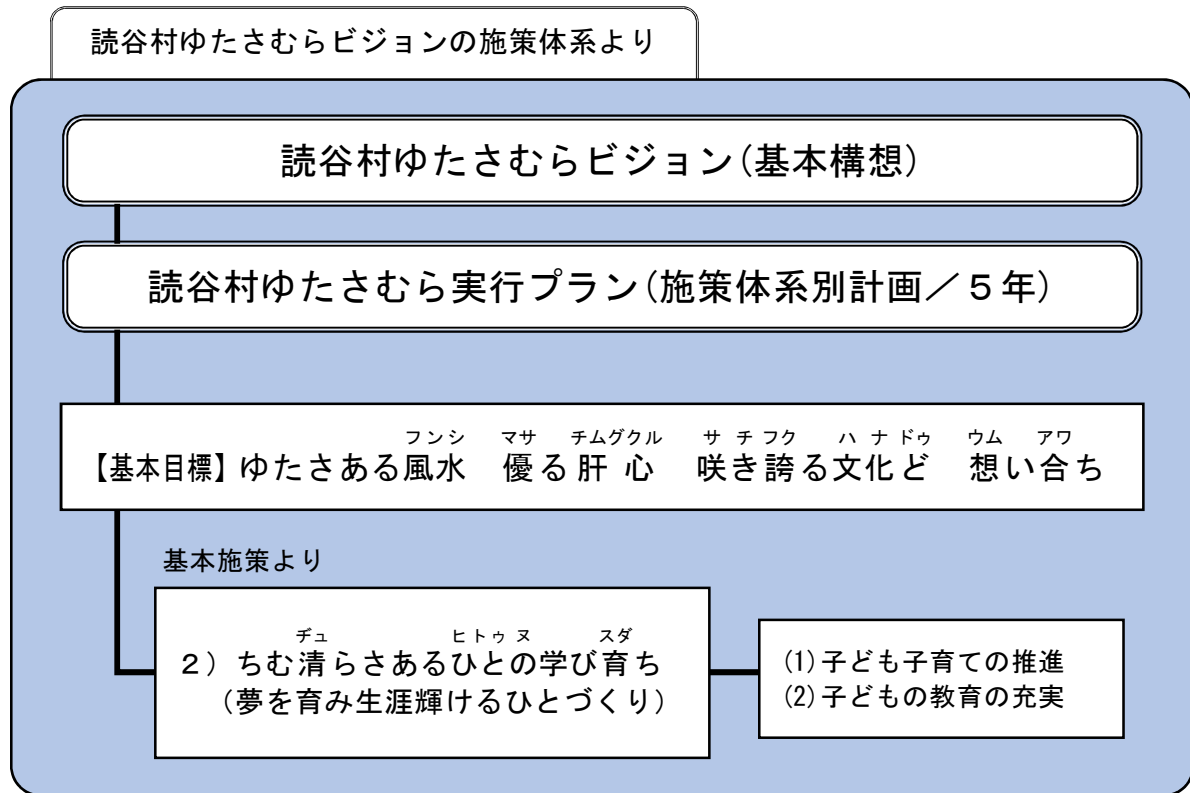 読谷村ゆたさむらビジョンの施策体系より
読谷村ゆたさむらビジョン(基本構想)
読谷村ゆたさむら実行プラン(施策体系別計画／５年)
フンシ　マサ　チムグクル　サチフク　ハナドゥ　ウム　アワ
【基本目標】ゆたさある風水　優る肝心　咲き誇る文化ど　想い合ち
基本施策より
ヂュ　ヒトゥヌ　スダ
２）ちむ清らさあるひとの学び育ち
（夢を育み生涯輝けるひとづくり）
(1)子ども子育ての推進
(2)子どもの教育の充実